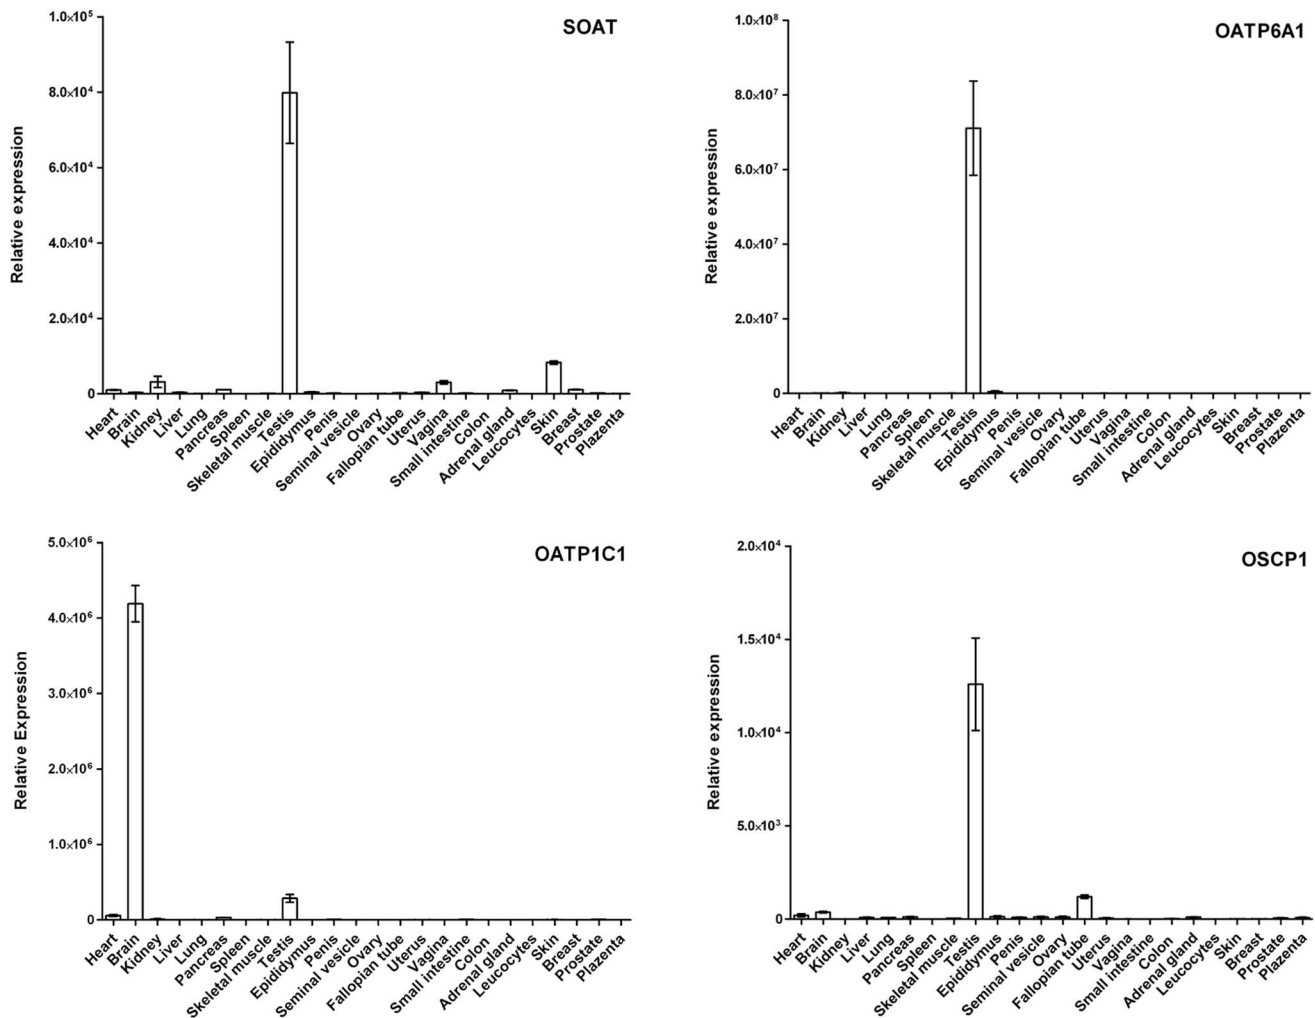 SOAT
Relative expression
1.0×10⁵
8.0×10⁴
6.0×10⁴
4.0×10⁴
2.0×10⁴
0
Heart
Brain
Kidney
Liver
Lung
Pancreas
Spleen
Skeletal muscle
Testis
Epididymus
Penis
Seminal vesicle
Ovary
Fallopian tube
Uterus
Vagina
Small intestine
Colon
Adrenal gland
Leucocytes
Skin
Breast
Prostate
Plazenta
OATP6A1
Relative expression
1.0×10⁸
8.0×10⁷
6.0×10⁷
4.0×10⁷
2.0×10⁷
0
Heart
Brain
Kidney
Liver
Lung
Pancreas
Spleen
Skeletal muscle
Testis
Epididymus
Penis
Seminal vesicle
Ovary
Fallopian tube
Uterus
Vagina
Small intestine
Colon
Adrenal gland
Leucocytes
Skin
Breast
Prostate
Plazenta
OATP1C1
Relative Expression
5.0×10⁶
4.0×10⁶
3.0×10⁶
2.0×10⁶
1.0×10⁶
0
Heart
Brain
Kidney
Liver
Lung
Pancreas
Spleen
Skeletal muscle
Testis
Epididymus
Penis
Seminal vesicle
Ovary
Fallopian tube
Uterus
Vagina
Small intestine
Colon
Adrenal gland
Leucocytes
Skin
Breast
Prostate
Plazenta
OSCP1
Relative expression
2.0×10⁴
1.5×10⁴
1.0×10⁴
5.0×10³
0
Heart
Brain
Kidney
Liver
Lung
Pancreas
Spleen
Skeletal muscle
Testis
Epididymus
Penis
Seminal vesicle
Ovary
Fallopian tube
Uterus
Vagina
Small intestine
Colon
Adrenal gland
Leucocytes
Skin
Breast
Prostate
Plazenta